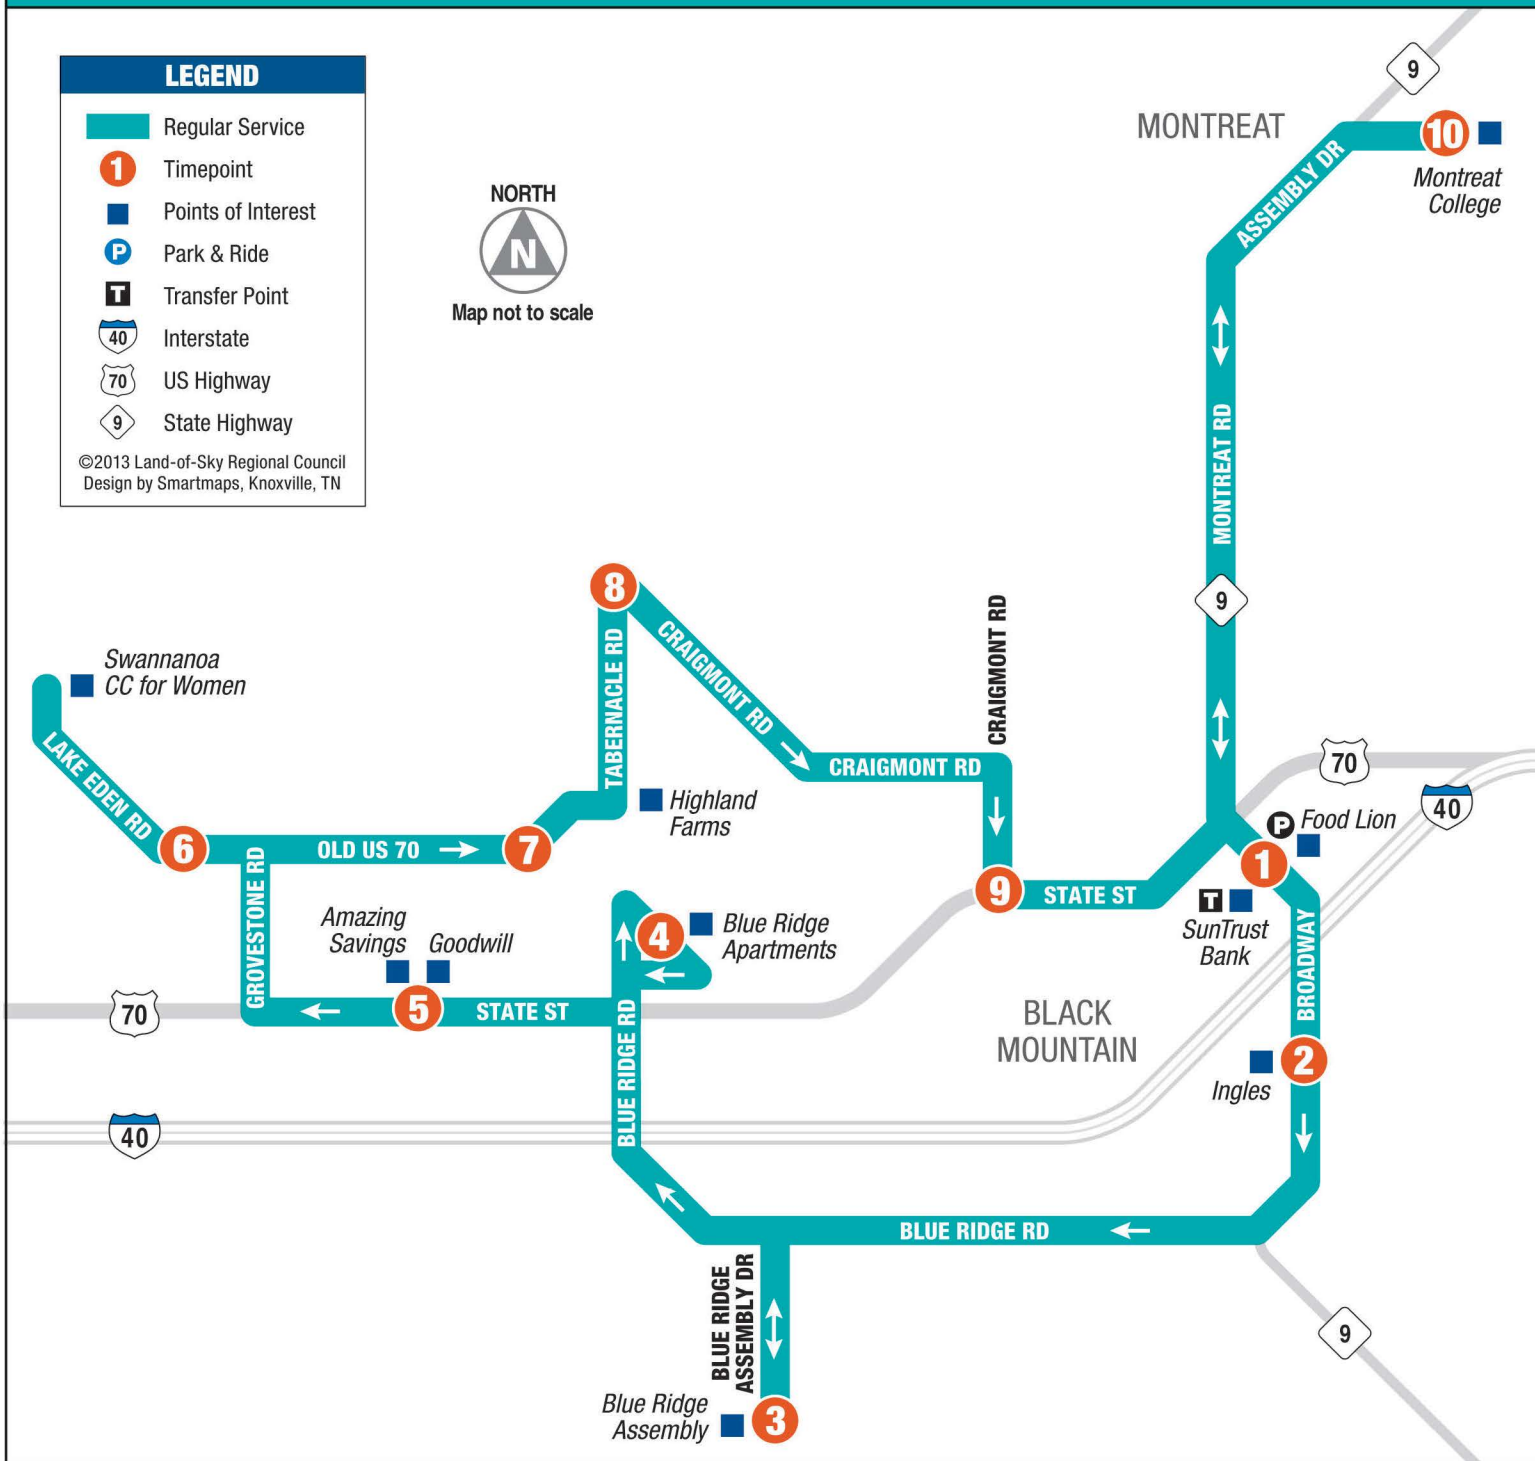 LEGEND
Regular Service
1 Timepoint
Points of Interest
P Park & Ride
T Transfer Point
40 Interstate
70 US Highway
9 State Highway
©2013 Land-of-Sky Regional Council
Design by Smartmaps, Knoxville, TN
NORTH
N
Map not to scale
9
MONTREAT
10
Montreat
College
ASSEMBLY DR
MONTREAT RD
9
8
CRAIGMONT RD
TABERNACLE RD
CRAIGMONT RD
CRAIGMONT RD
Swannanoa
CC for Women
LAKE EDEN RD
6
OLD US 70
7
Highland
Farms
70
40
P
Food Lion
1
T
SunTrust
Bank
9
STATE ST
BROADWAY
GROVESTONE RD
Amazing
Savings
Goodwill
4
Blue Ridge
Apartments
70
5
STATE ST
BLUE RIDGE RD
BLACK
MOUNTAIN
2
Ingles
40
BLUE RIDGE RD
BLUE RIDGE
ASSEMBLY DR
9
Blue Ridge
Assembly
3